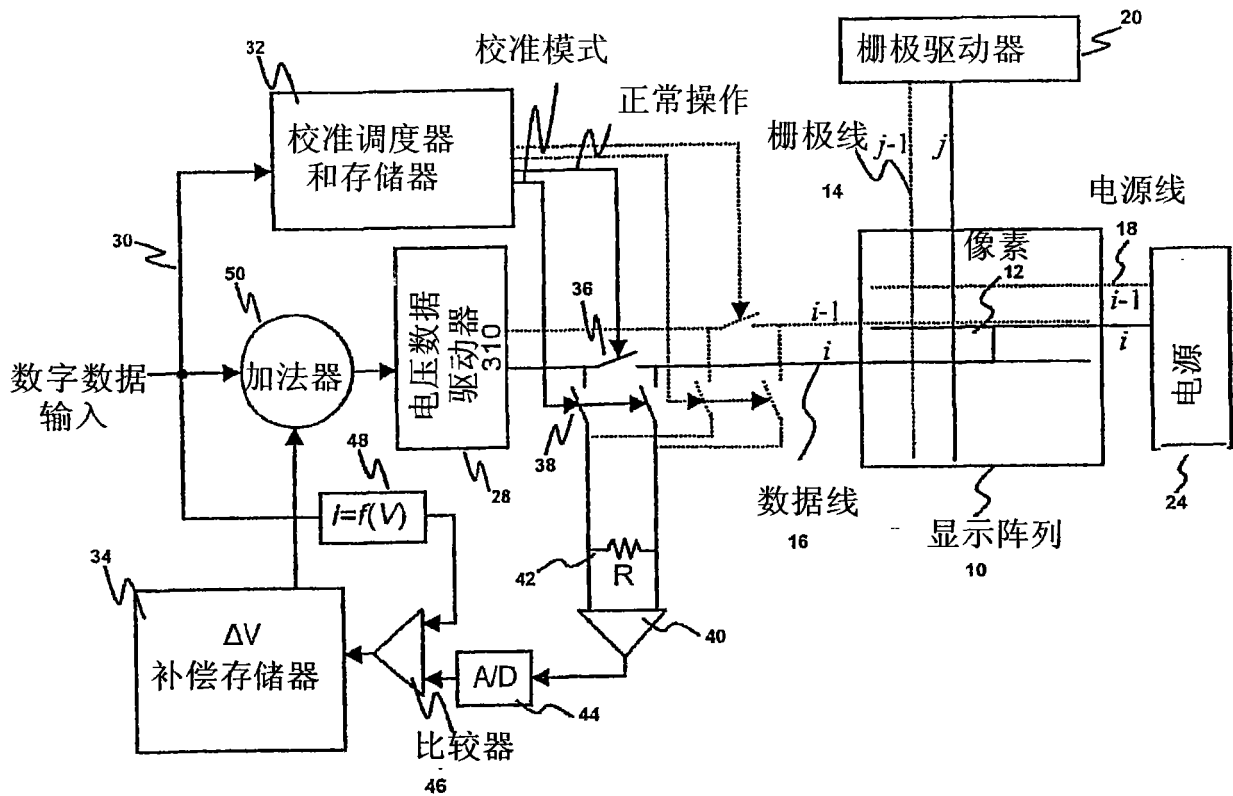 校准模式
正常操作
32
校准调度器
和存储器
栅极驱动器
20
栅极线
14
j-1
j
电源线
18
像素
12
i-1
i
电源
24
30
50
加法器
数字数据
输入
电压数据
驱动器
310
28
36
i-1
i
38
数据线
16
显示阵列
10
48
I=f(V)
42
R
40
34
ΔV
补偿存储器
A/D
44
比较器
46